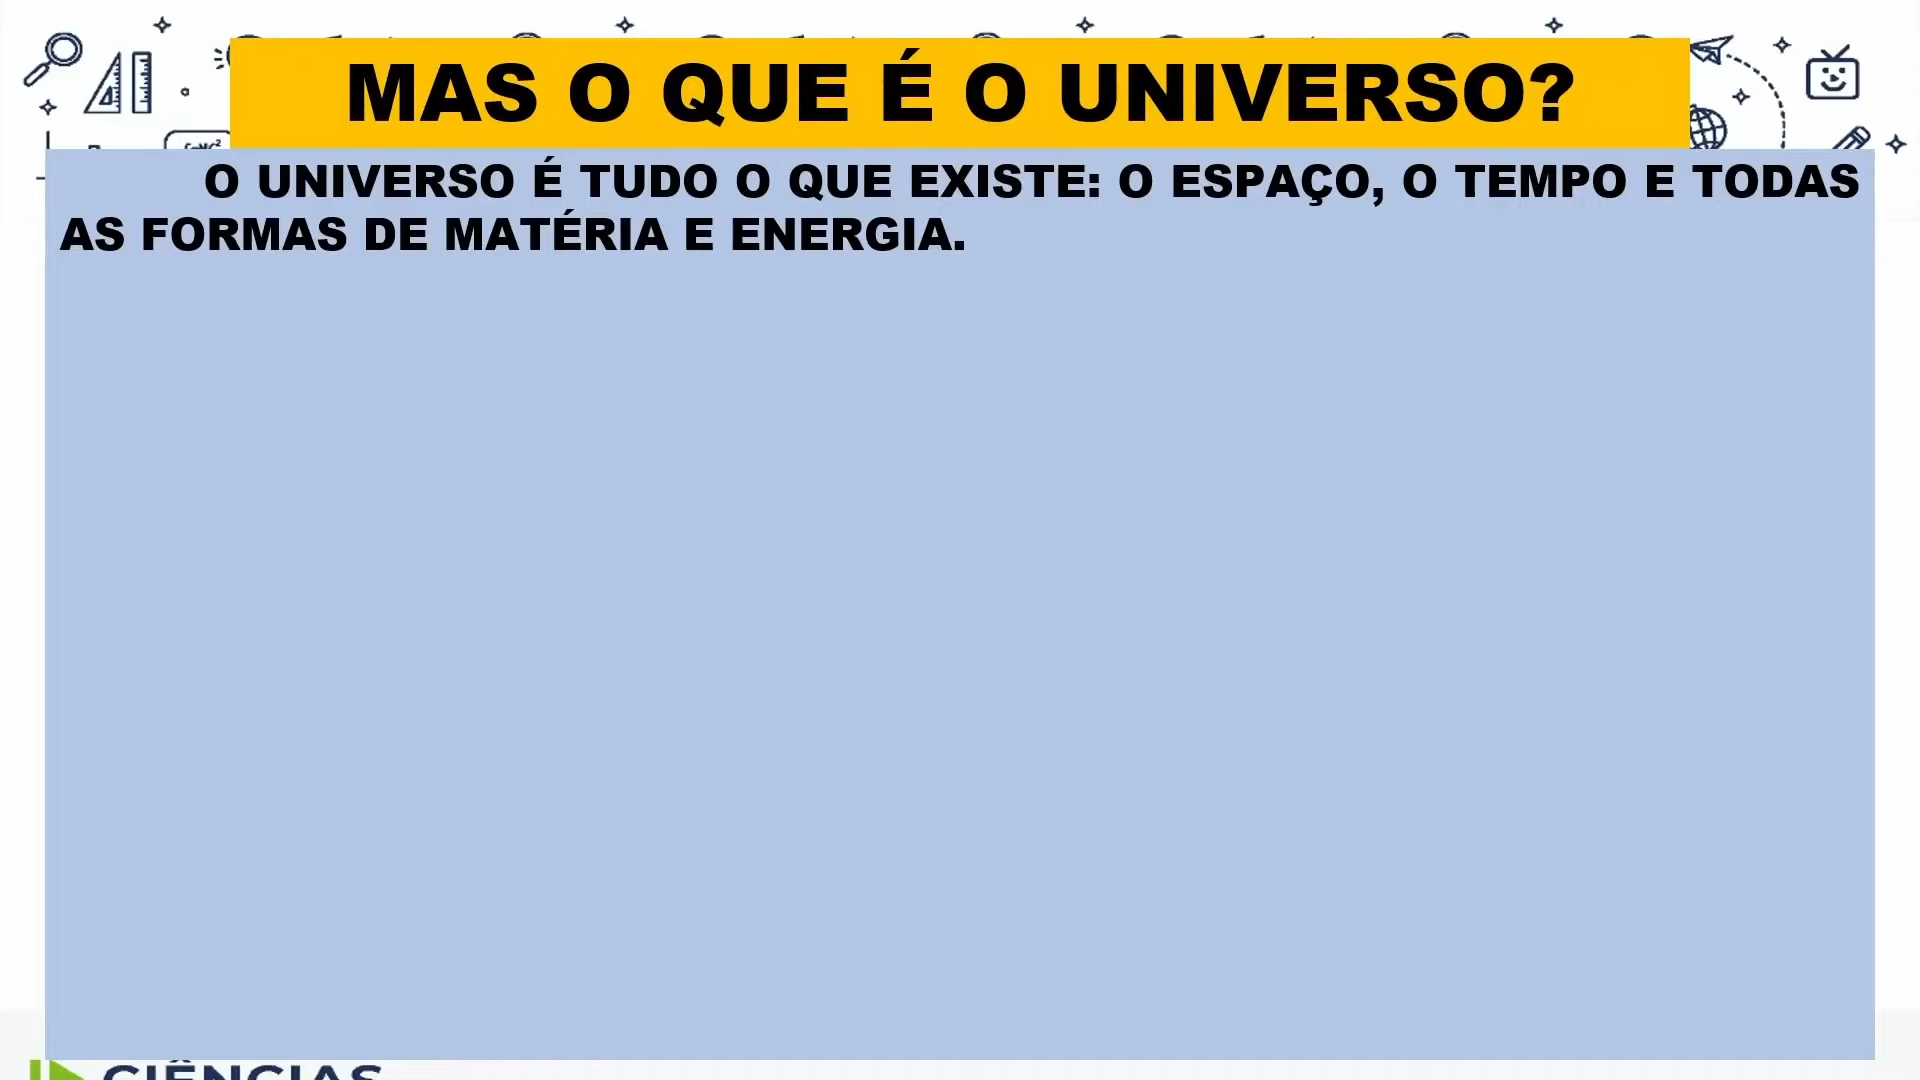 MAS O QUE É O UNIVERSO?
O UNIVERSO É TUDO O QUE EXISTE: O ESPAÇO, O TEMPO E TODAS
AS FORMAS DE MATÉRIA E ENERGIA.
CIÊNCIAS